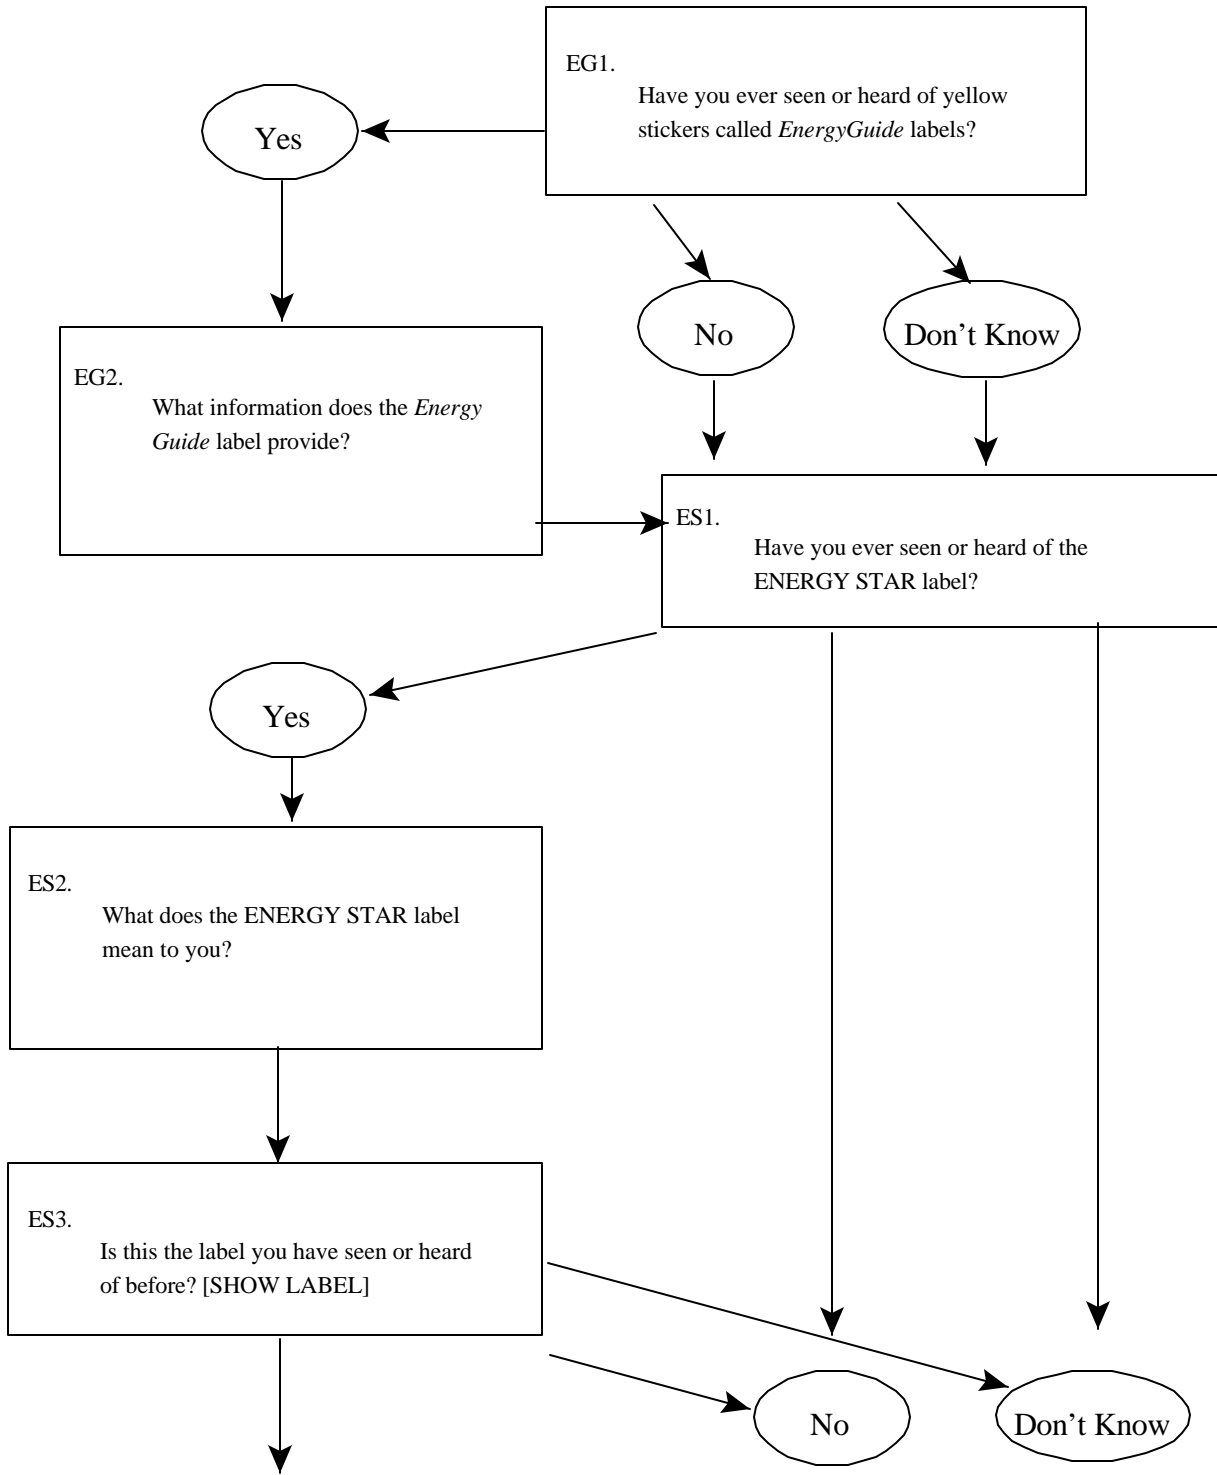 EG1.
Have you ever seen or heard of yellow
stickers called EnergyGuide labels?
Yes
No
Don't Know
EG2.
What information does the Energy
Guide label provide?
ES1.
Have you ever seen or heard of the
ENERGY STAR label?
Yes
ES2.
What does the ENERGY STAR label
mean to you?
ES3.
Is this the label you have seen or heard
of before? [SHOW LABEL]
No
Don't Know